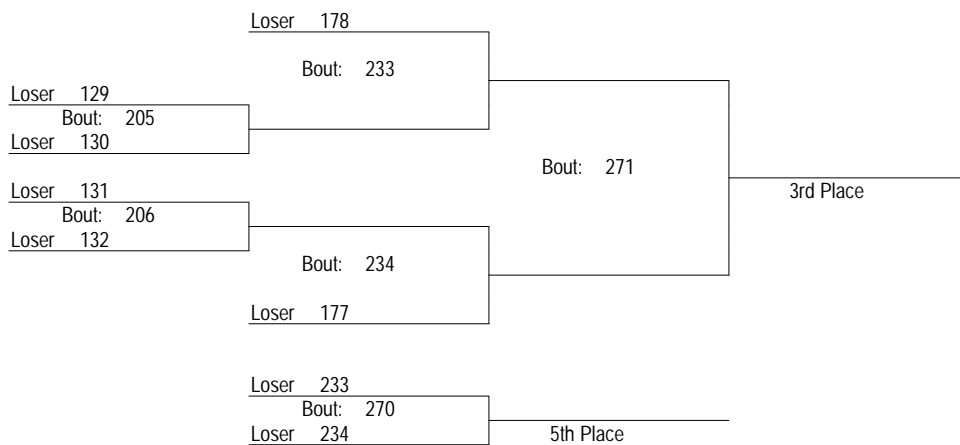 Loser 178
Bout: 233
Loser 129
Bout: 205
Loser 130
Bout: 271
Loser 131
3rd Place
Bout: 206
Loser 132
Bout: 234
Loser 177
Loser 233
Bout: 270
Loser 234
5th Place